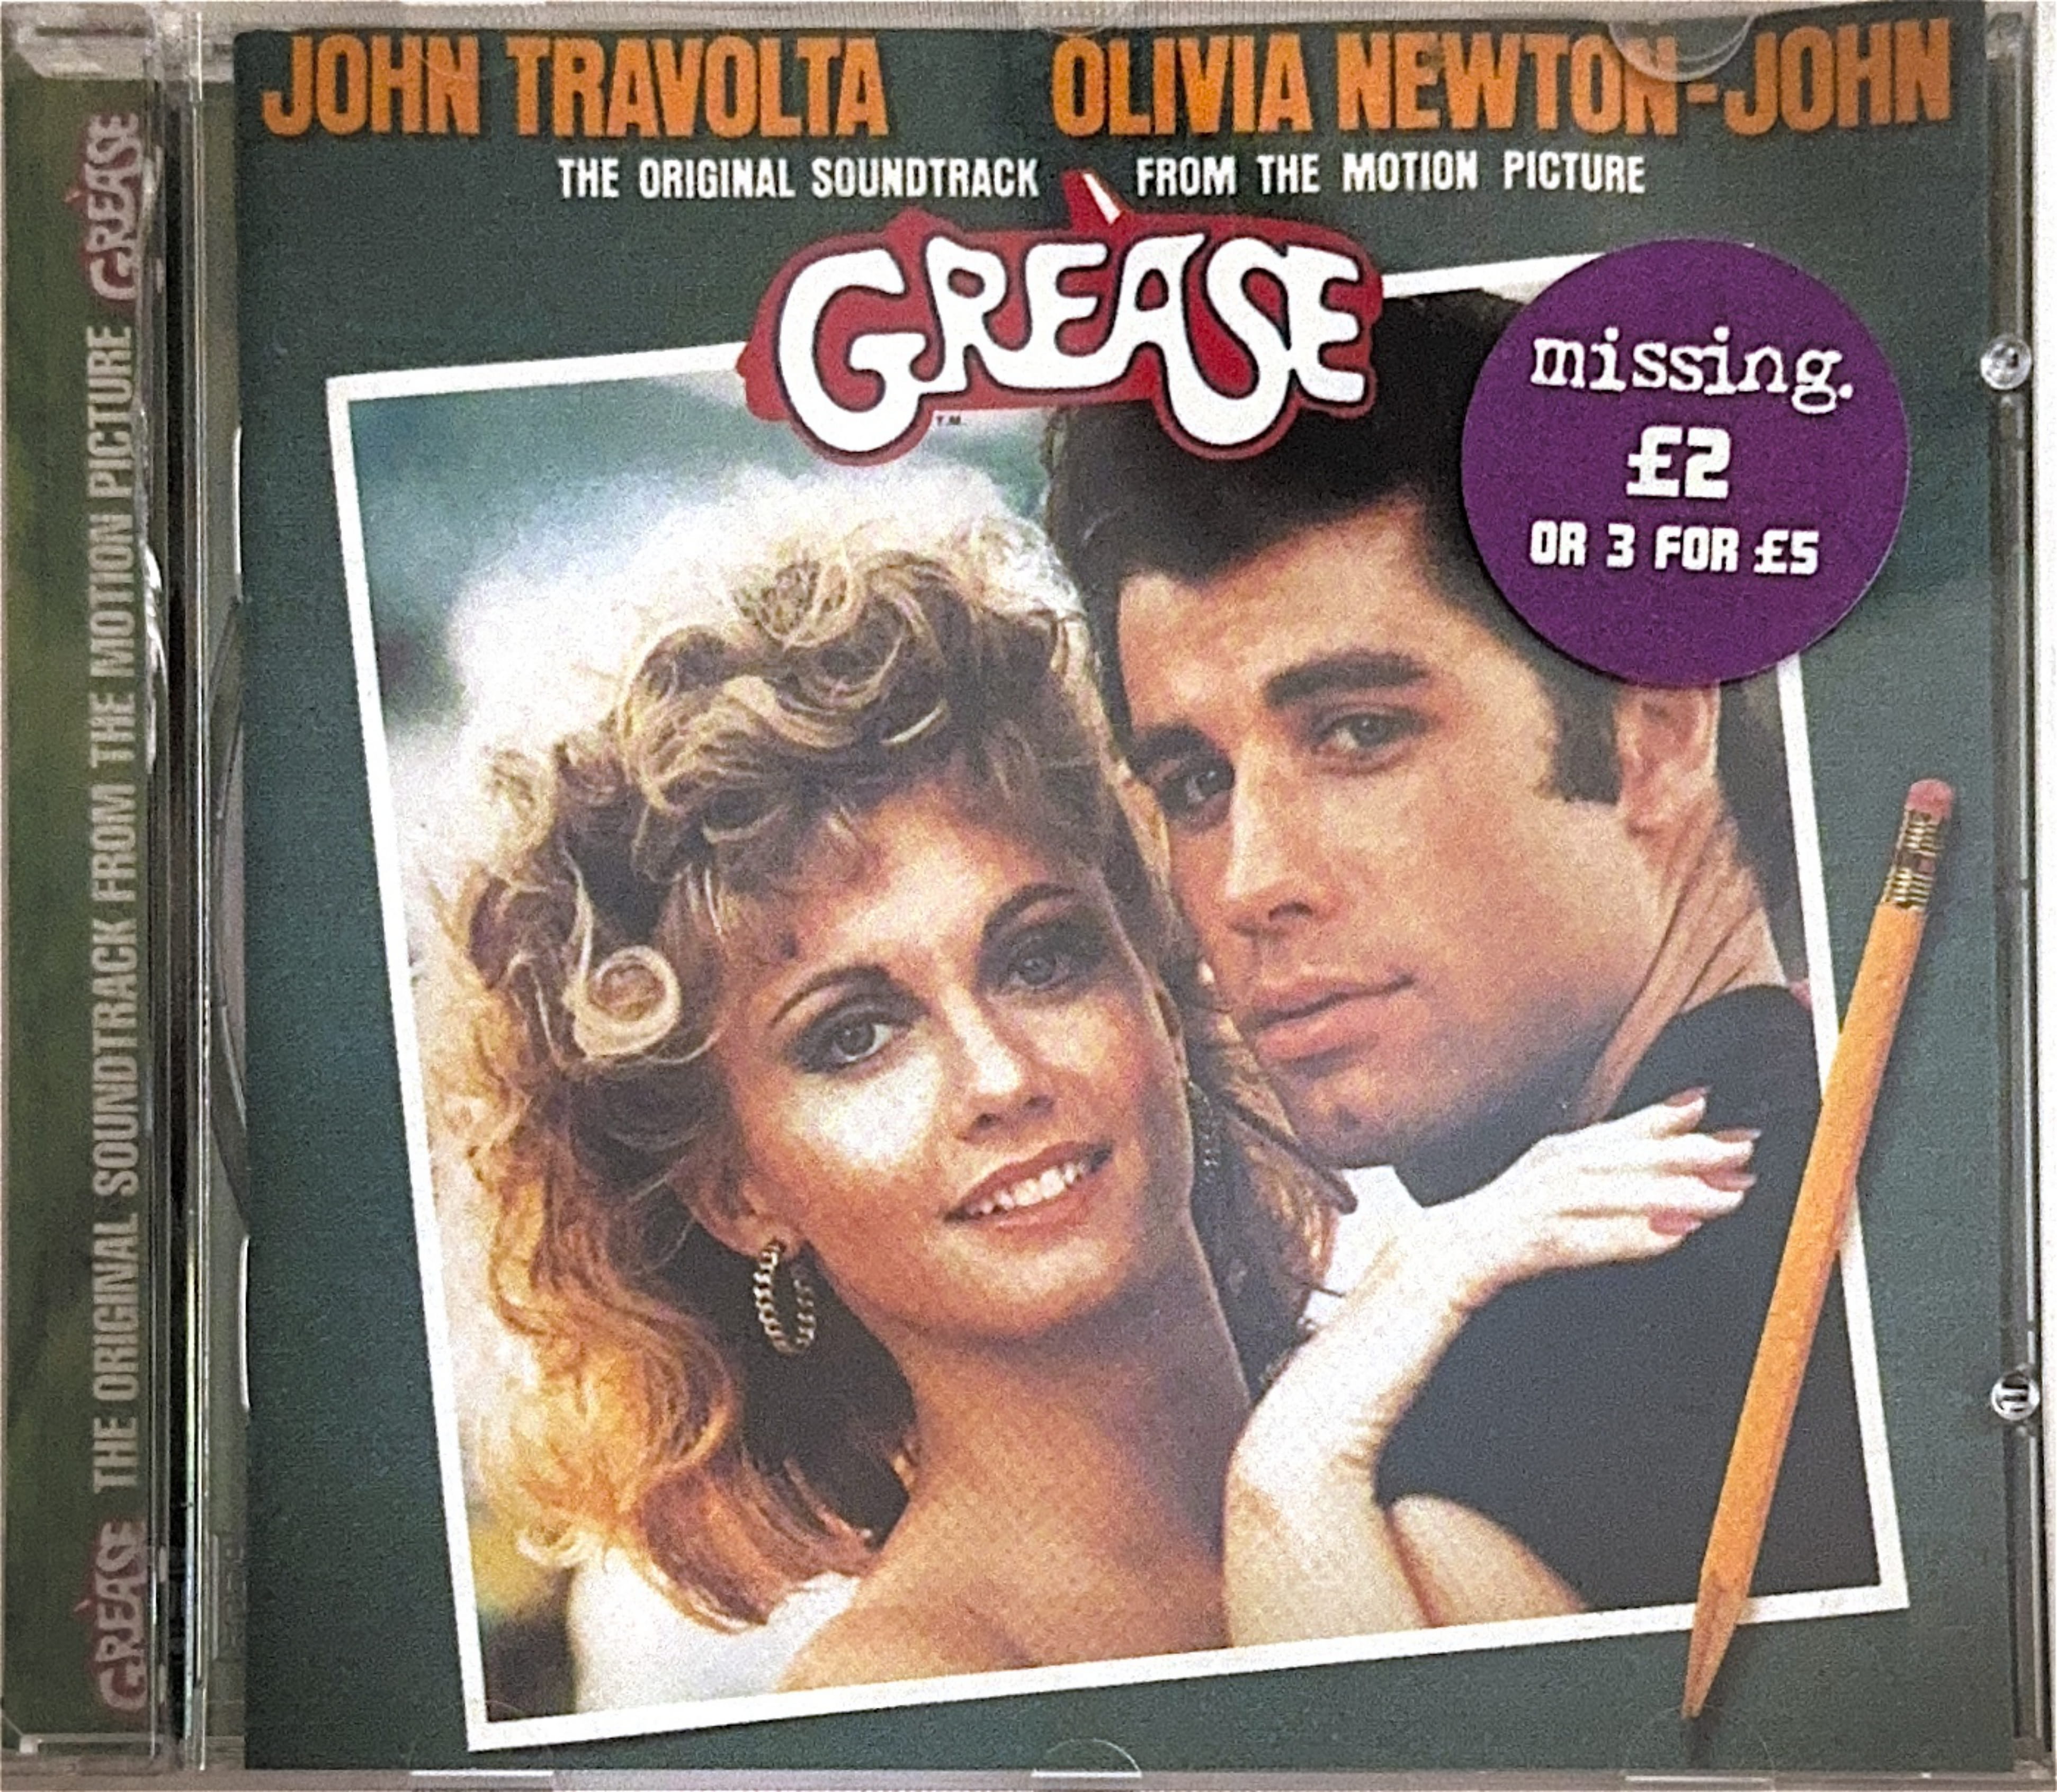 JOHN TRAVOLTA OLIVIA NEWTON-JOHN
THE ORIGINAL SOUNDTRACK FROM THE MOTION PICTURE
GREASE
T.M.
missing.
£2
OR 3 FOR £5
GREASE THE ORIGINAL SOUNDTRACK FROM THE MOTION PICTURE GREASE